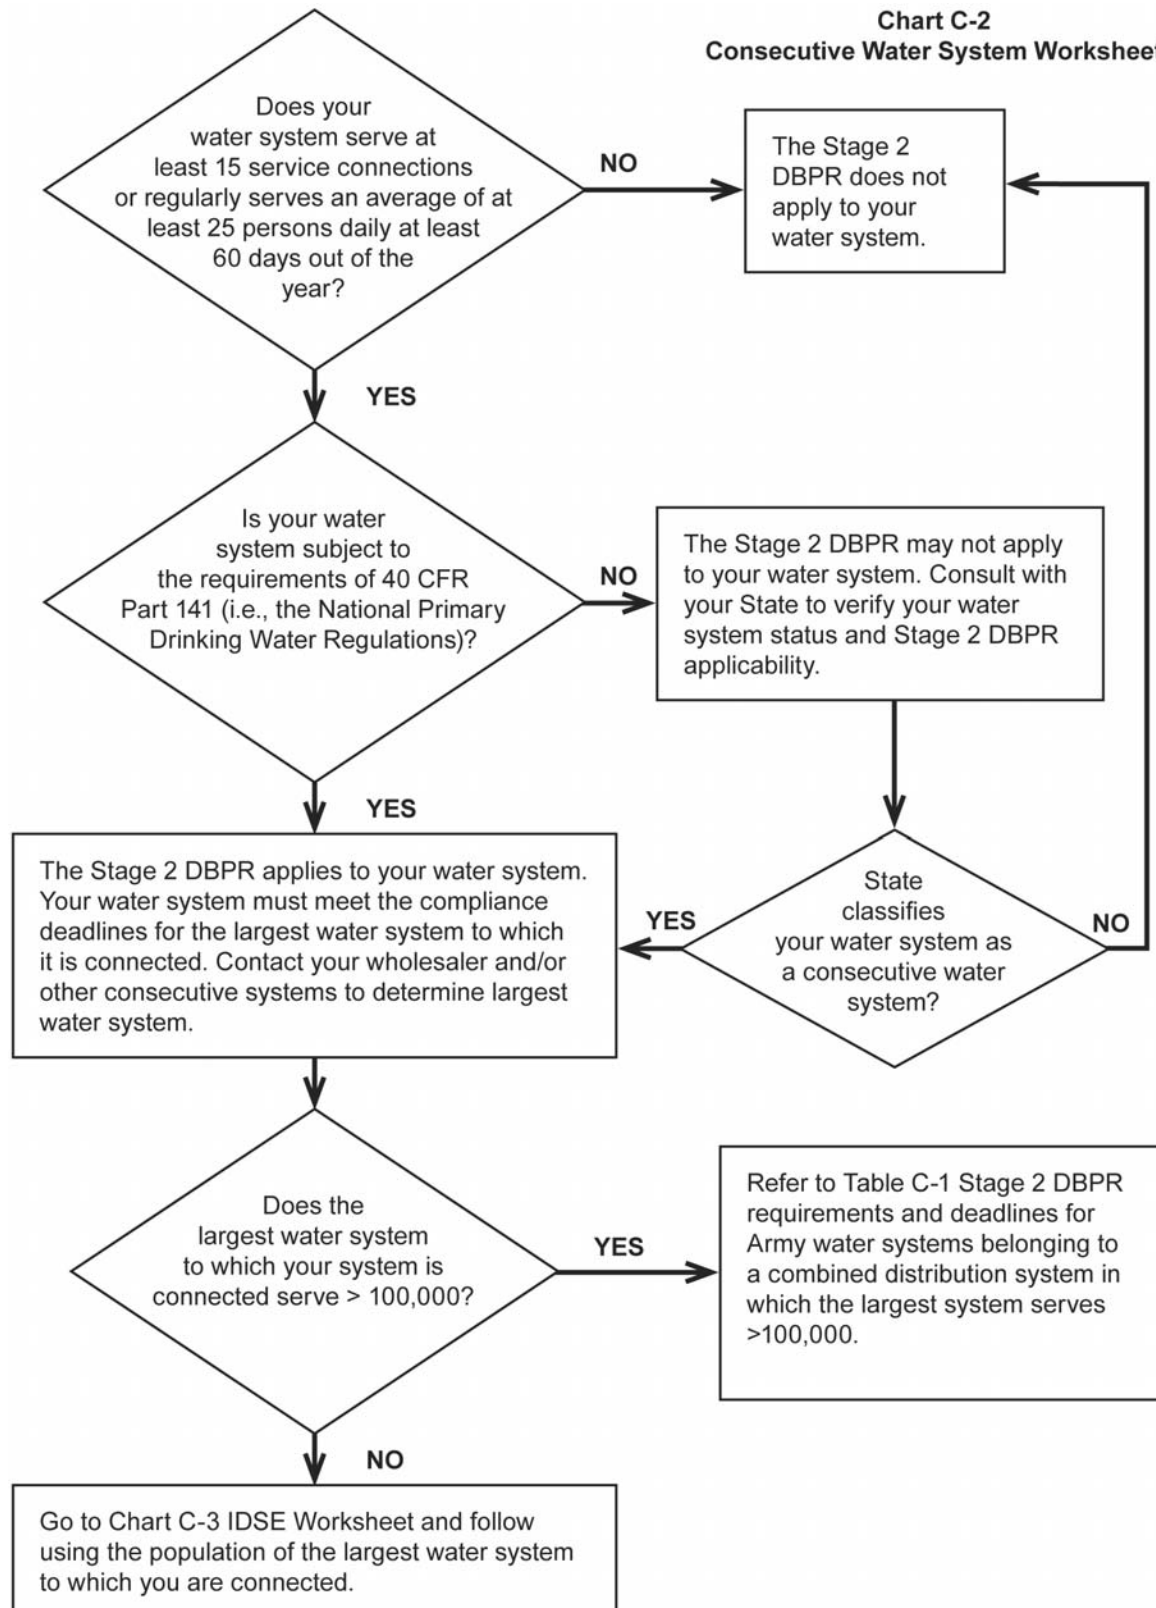 Chart C-2
Consecutive Water System Worksheet
Does your
water system serve at
least 15 service connections
or regularly serves an average of at
least 25 persons daily at least
60 days out of the
year?
NO
The Stage 2
DBPR does not
apply to your
water system.
YES
Is your water
system subject to
the requirements of 40 CFR
Part 141 (i.e., the National Primary
Drinking Water Regulations)?
NO
The Stage 2 DBPR may not apply
to your water system. Consult with
your State to verify your water
system status and Stage 2 DBPR
applicability.
YES
The Stage 2 DBPR applies to your water system.
Your water system must meet the compliance
deadlines for the largest water system to which
it is connected. Contact your wholesaler and/or
other consecutive systems to determine largest
water system.
YES
State
classifies
your water system as
a consecutive water
system?
NO
Does the
largest water system
to which your system is
connected serve > 100,000?
YES
Refer to Table C-1 Stage 2 DBPR
requirements and deadlines for
Army water systems belonging to
a combined distribution system in
which the largest system serves
>100,000.
NO
Go to Chart C-3 IDSE Worksheet and follow
using the population of the largest water system
to which you are connected.